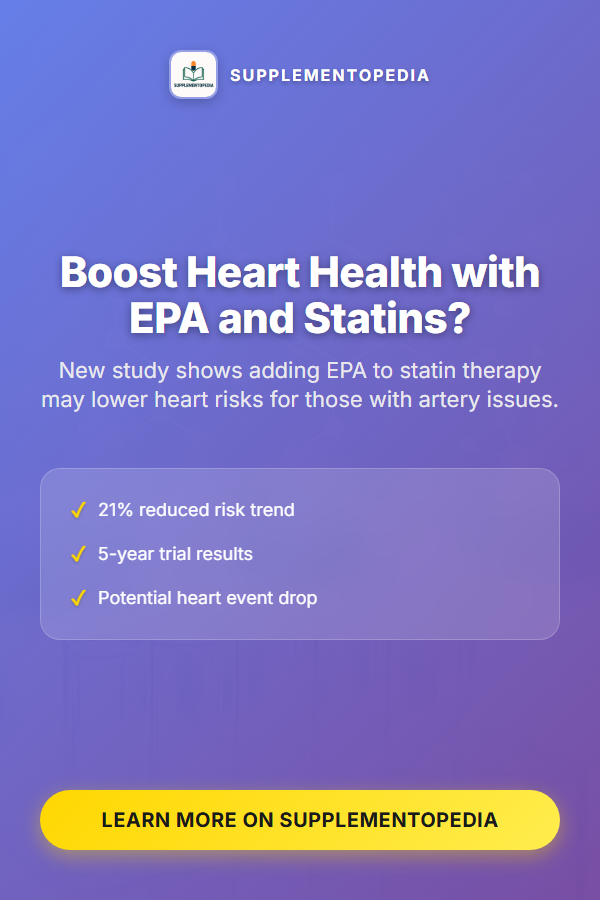 SUPPLEMENTOPEDIA
SUPPLEMENTOPEDIA
Boost Heart Health with
EPA and Statins?
New study shows adding EPA to statin therapy
may lower heart risks for those with artery issues.
21% reduced risk trend
5-year trial results
Potential heart event drop
LEARN MORE ON SUPPLEMENTOPEDIA